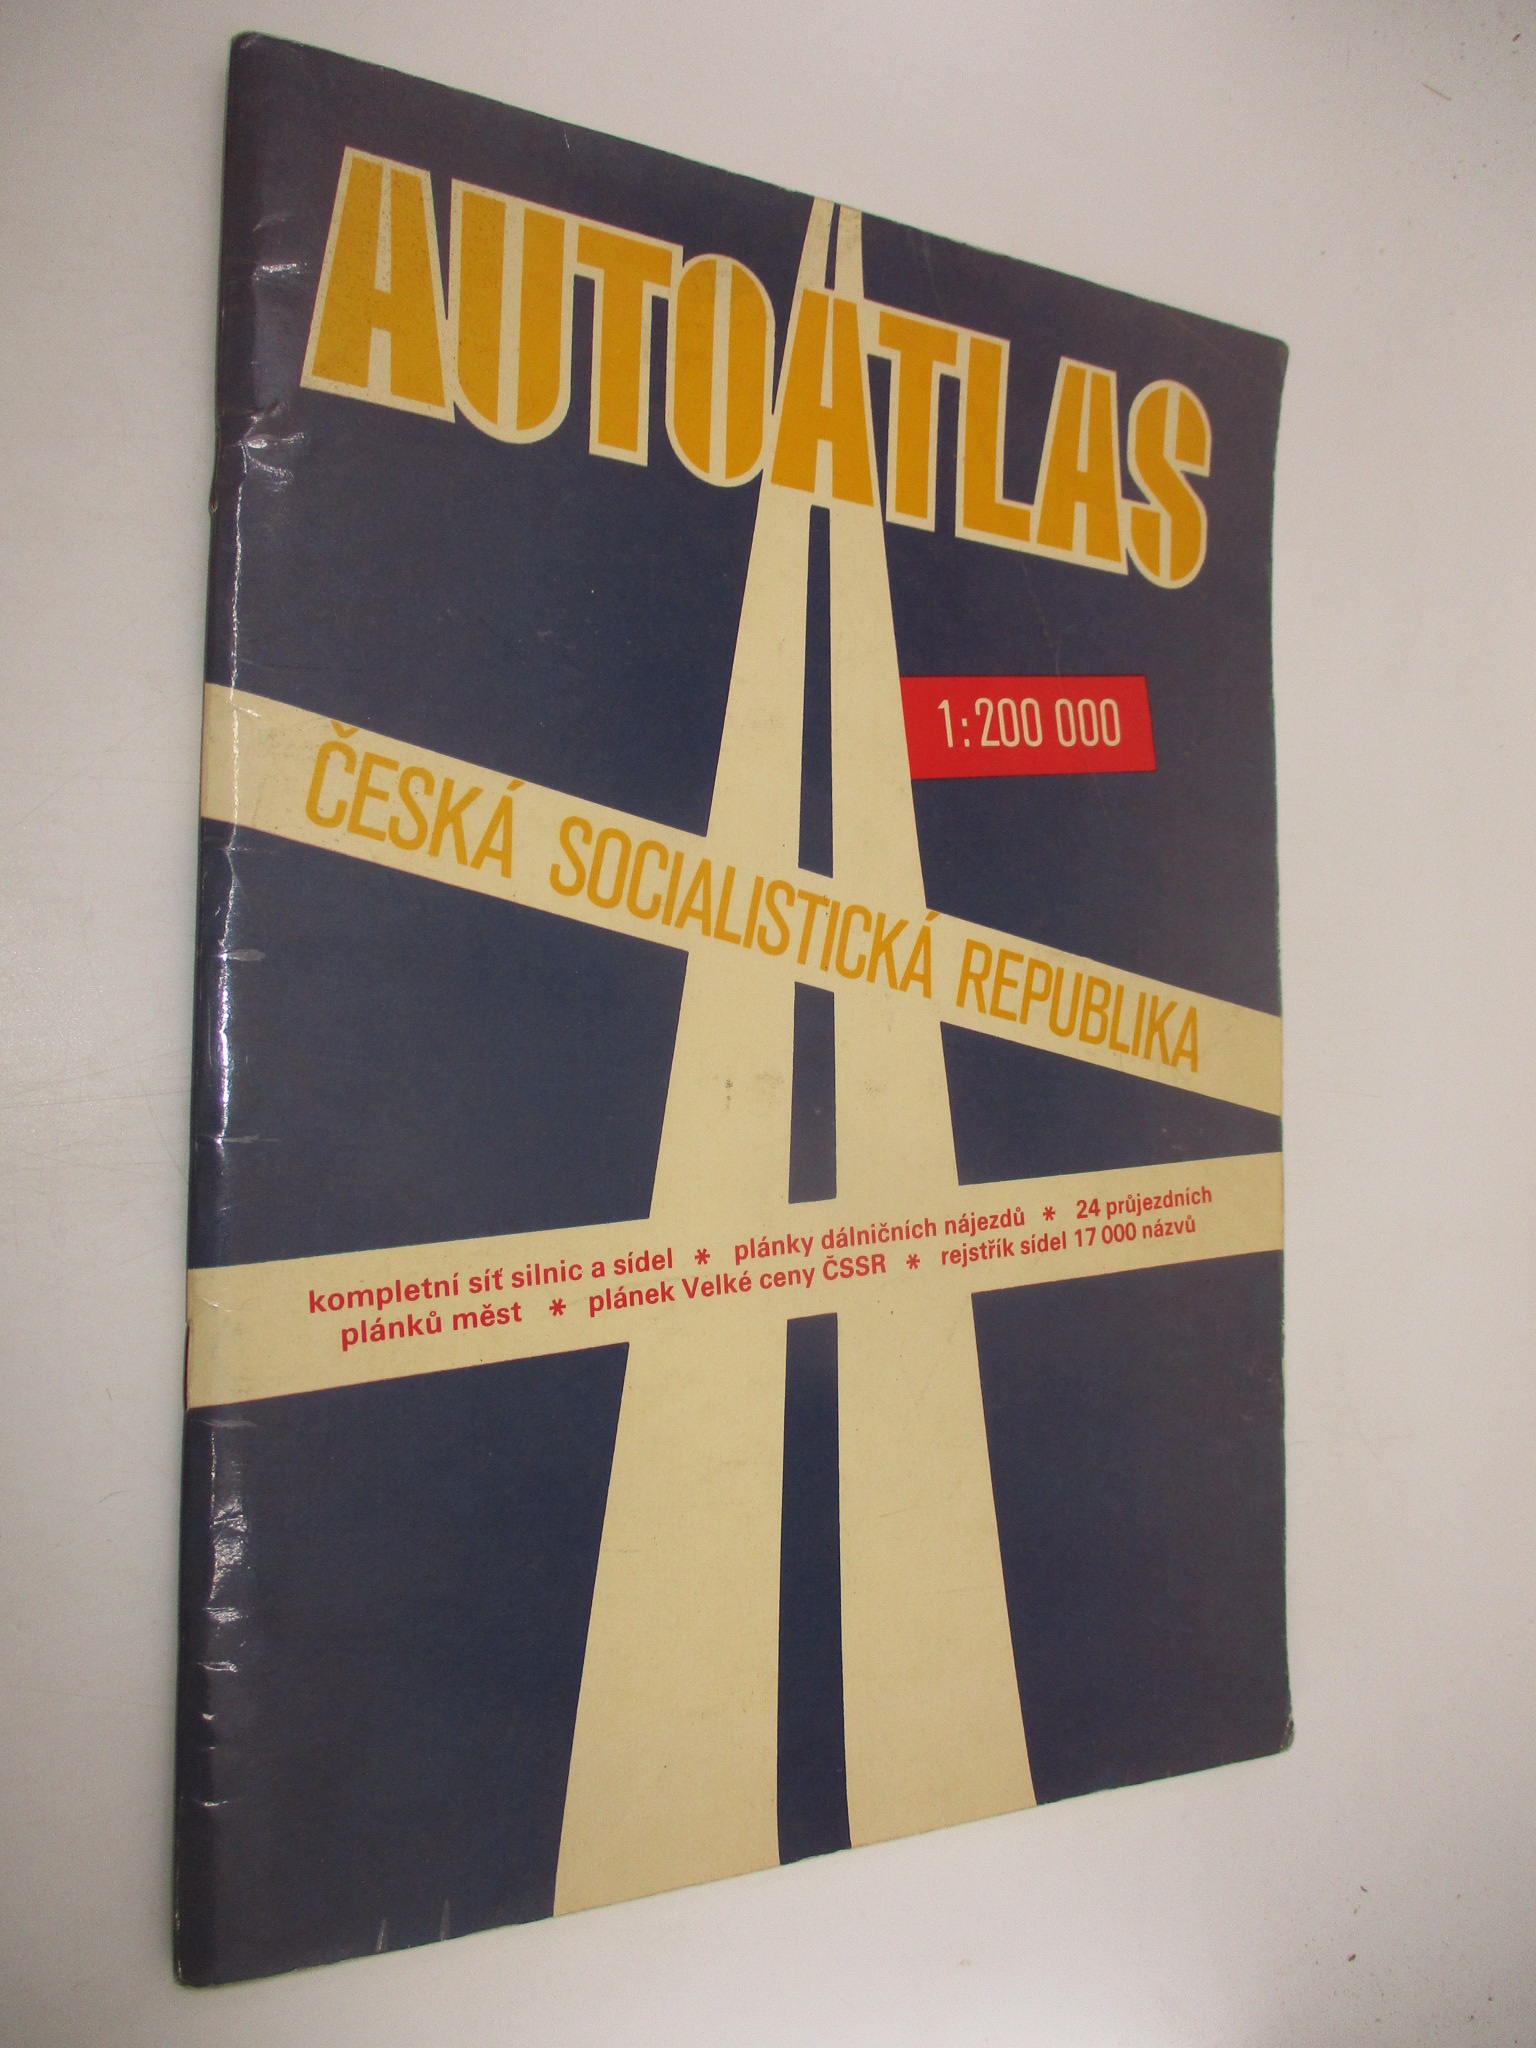 AUTOATLAS
1:200 000
ČESKÁ SOCIALISTICKÁ REPUBLIKA
kompletní síť silnic a sídel * plánky dálničních nájezdů * 24 průjezdních
plánků měst * plánek Velké ceny ČSSR * rejstřík sídel 17 000 názvů